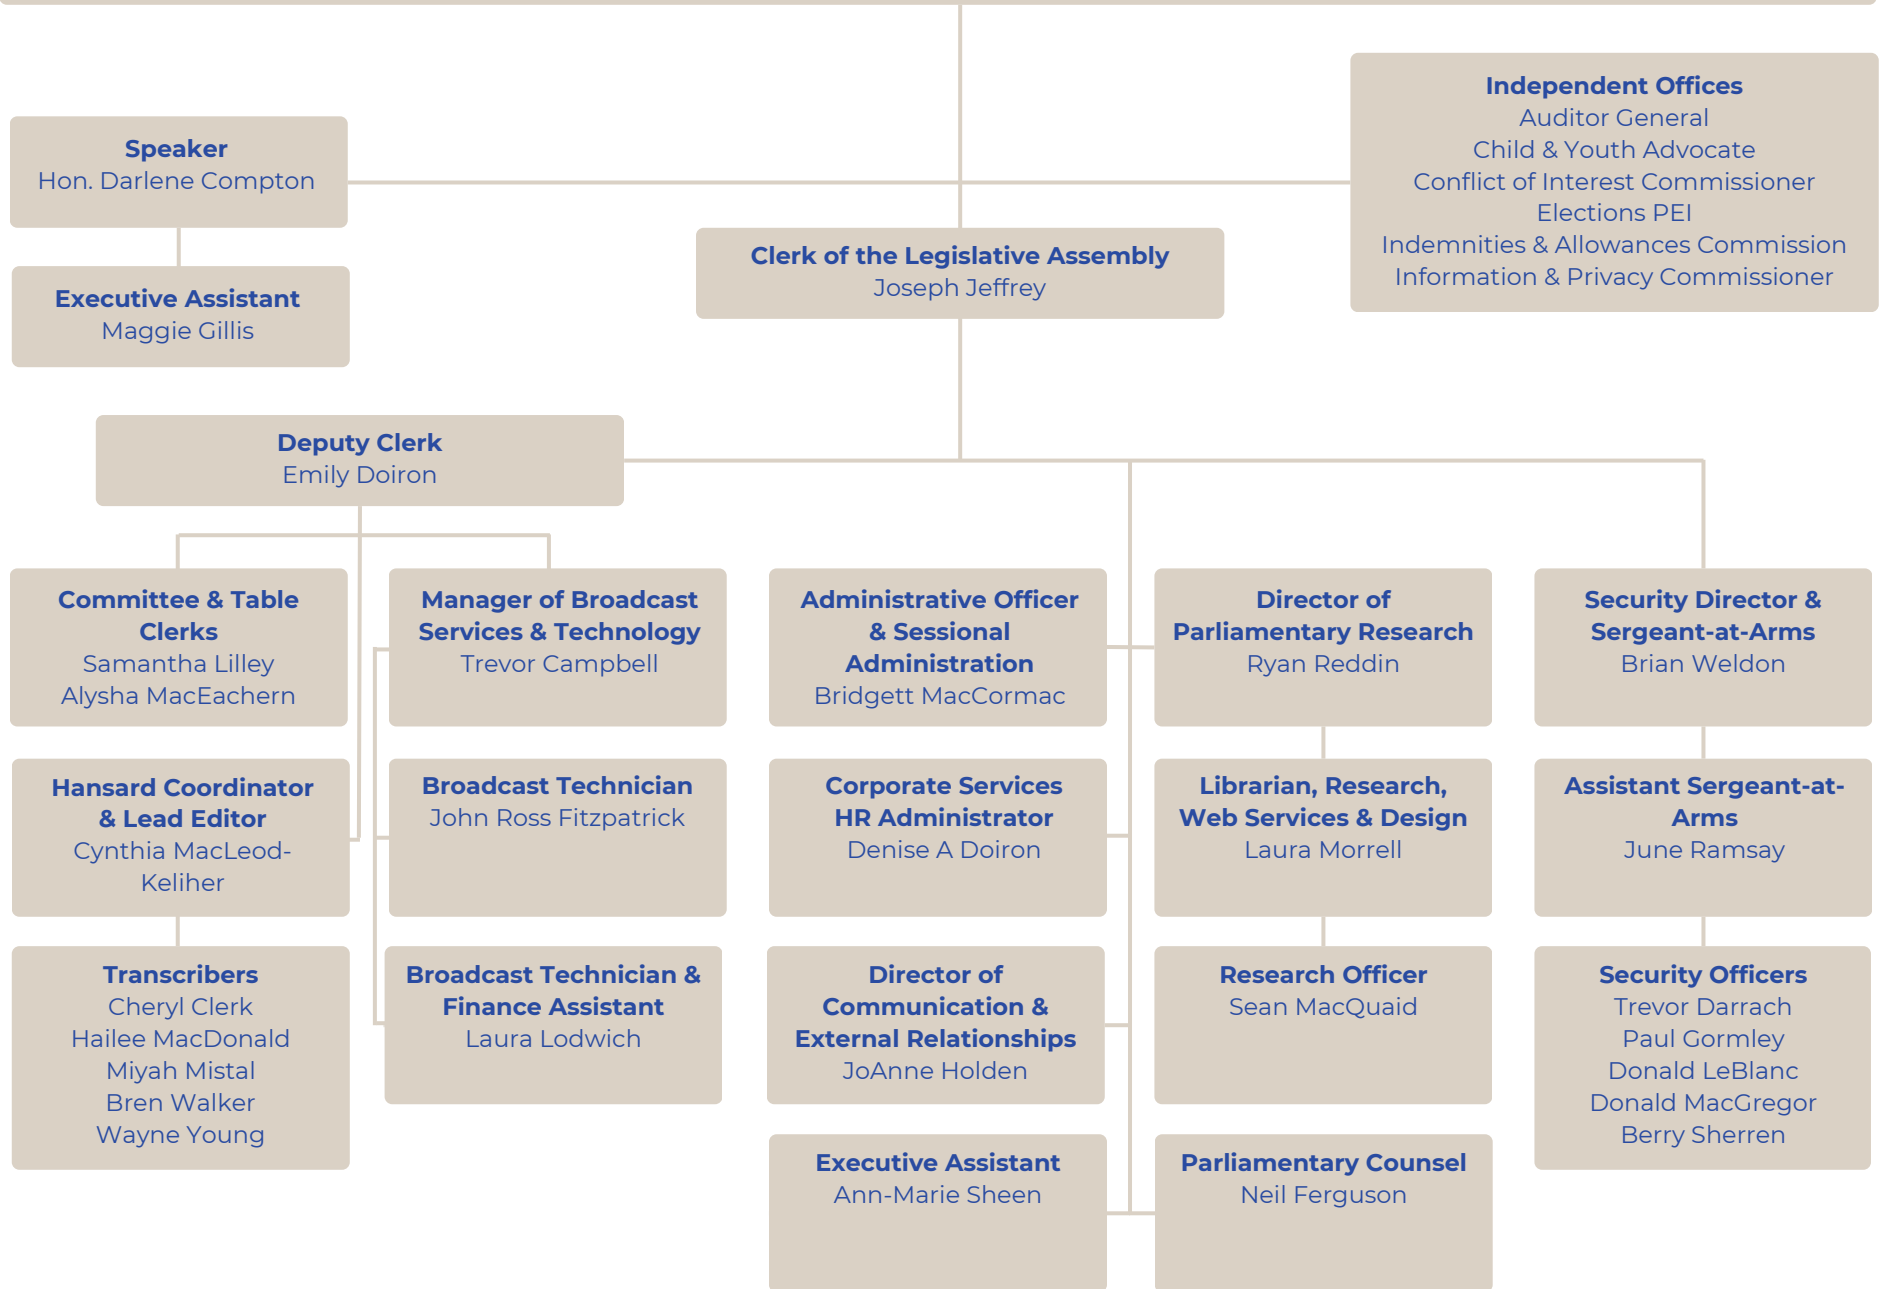 Independent Offices
Auditor General
Child & Youth Advocate
Conflict of Interest Commissioner
Elections PEI
Indemnities & Allowances Commission
Information & Privacy Commissioner
Speaker
Hon. Darlene Compton
Executive Assistant
Maggie Gillis
Clerk of the Legislative Assembly
Joseph Jeffrey
Deputy Clerk
Emily Doiron
Committee & Table
Clerks
Samantha Lilley
Alysha MacEachern
Manager of Broadcast
Services & Technology
Trevor Campbell
Administrative Officer
& Sessional
Administration
Bridgett MacCormac
Director of
Parliamentary Research
Ryan Reddin
Security Director &
Sergeant-at-Arms
Brian Weldon
Hansard Coordinator
& Lead Editor
Cynthia MacLeod-
Keliher
Broadcast Technician
John Ross Fitzpatrick
Corporate Services
HR Administrator
Denise A Doiron
Librarian, Research,
Web Services & Design
Laura Morrell
Assistant Sergeant-at-
Arms
June Ramsay
Transcribers
Cheryl Clerk
Hailee MacDonald
Miyah Mistal
Bren Walker
Wayne Young
Broadcast Technician &
Finance Assistant
Laura Lodwich
Director of
Communication &
External Relationships
JoAnne Holden
Research Officer
Sean MacQuaid
Security Officers
Trevor Darrach
Paul Gormley
Donald LeBlanc
Donald MacGregor
Berry Sherren
Executive Assistant
Ann-Marie Sheen
Parliamentary Counsel
Neil Ferguson